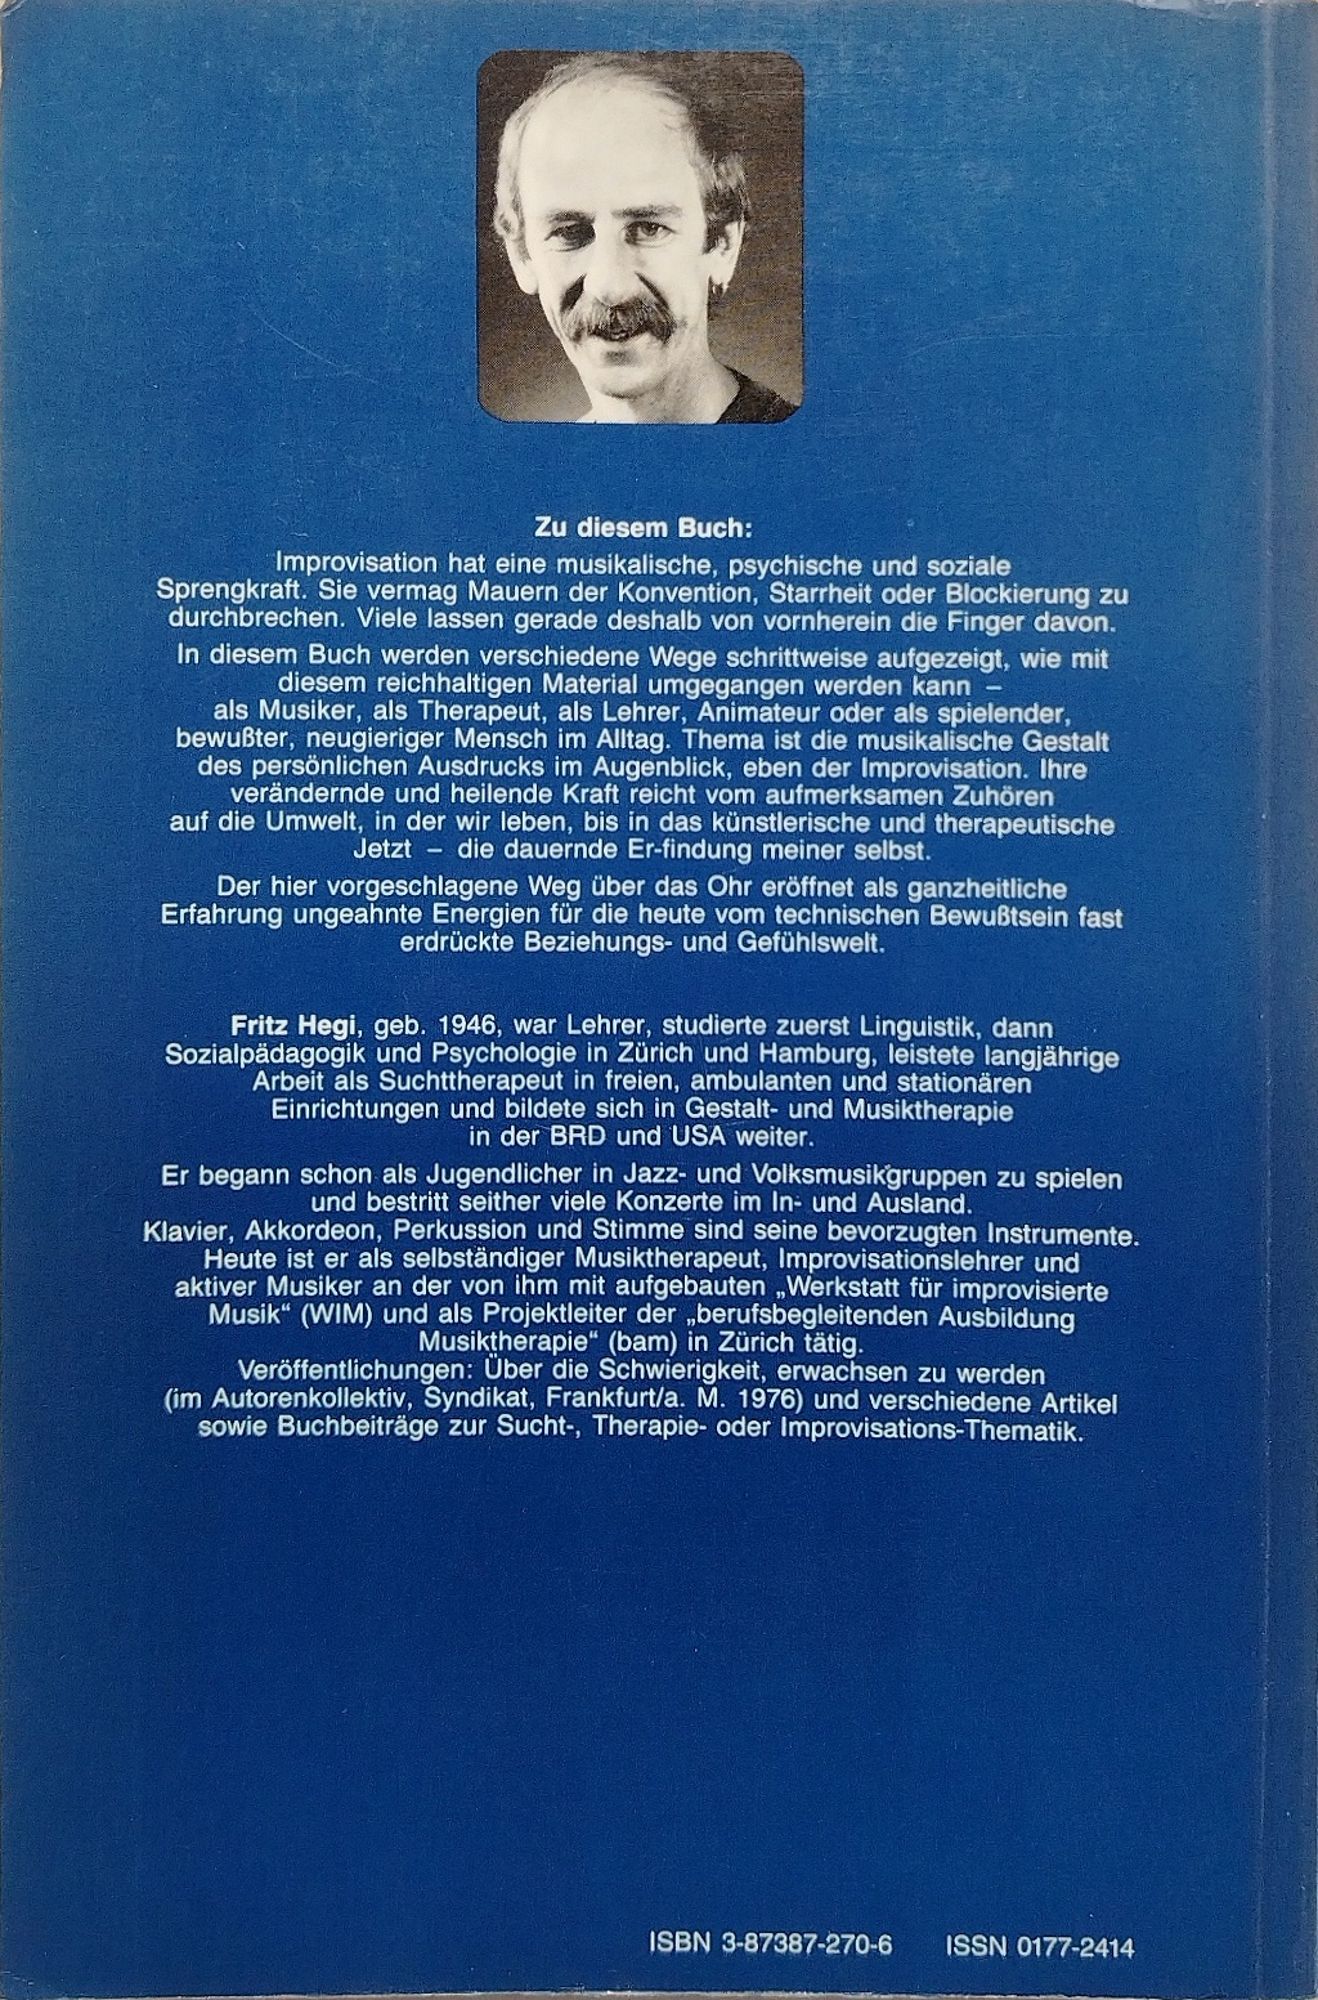 Zu diesem Buch:
Improvisation hat eine musikalische, psychische und soziale
Sprengkraft. Sie vermag Mauern der Konvention, Starrheit oder Blockierung zu
durchbrechen. Viele lassen gerade deshalb von vornherein die Finger davon.
In diesem Buch werden verschiedene Wege schrittweise aufgezeigt, wie mit
diesem reichhaltigen Material umgegangen werden kann –
als Musiker, als Therapeut, als Lehrer, Animateur oder als spielender,
bewußter, neugieriger Mensch im Alltag. Thema ist die musikalische Gestalt
des persönlichen Ausdrucks im Augenblick, eben der Improvisation. Ihre
verändernde und heilende Kraft reicht vom aufmerksamen Zuhören
auf die Umwelt, in der wir leben, bis in das künstlerische und therapeutische
Jetzt – die dauernde Er-findung meiner selbst.
Der hier vorgeschlagene Weg über das Ohr eröffnet als ganzheitliche
Erfahrung ungeahnte Energien für die heute vom technischen Bewußtsein fast
erdrückte Beziehungs- und Gefühlswelt.
Fritz Hegi, geb. 1946, war Lehrer, studierte zuerst Linguistik, dann
Sozialpädagogik und Psychologie in Zürich und Hamburg, leistete langjährige
Arbeit als Suchttherapeut in freien, ambulanten und stationären
Einrichtungen und bildete sich in Gestalt- und Musiktherapie
in der BRD und USA weiter.
Er begann schon als Jugendlicher in Jazz- und Volksmusikgruppen zu spielen
und bestritt seither viele Konzerte im In- und Ausland.
Klavier, Akkordeon, Perkussion und Stimme sind seine bevorzugten Instrumente.
Heute ist er als selbständiger Musiktherapeut, Improvisationslehrer und
aktiver Musiker an der von ihm mit aufgebauten „Werkstatt für improvisierte
Musik“ (WIM) und als Projektleiter der „berufsbegleitenden Ausbildung
Musiktherapie“ (bam) in Zürich tätig.
Veröffentlichungen: Über die Schwierigkeit, erwachsen zu werden
(im Autorenkollektiv, Syndikat, Frankfurt/a. M. 1976) und verschiedene Artikel
sowie Buchbeiträge zur Sucht-, Therapie- oder Improvisations-Thematik.
ISBN 3-87387-270-6 ISSN 0177-2414